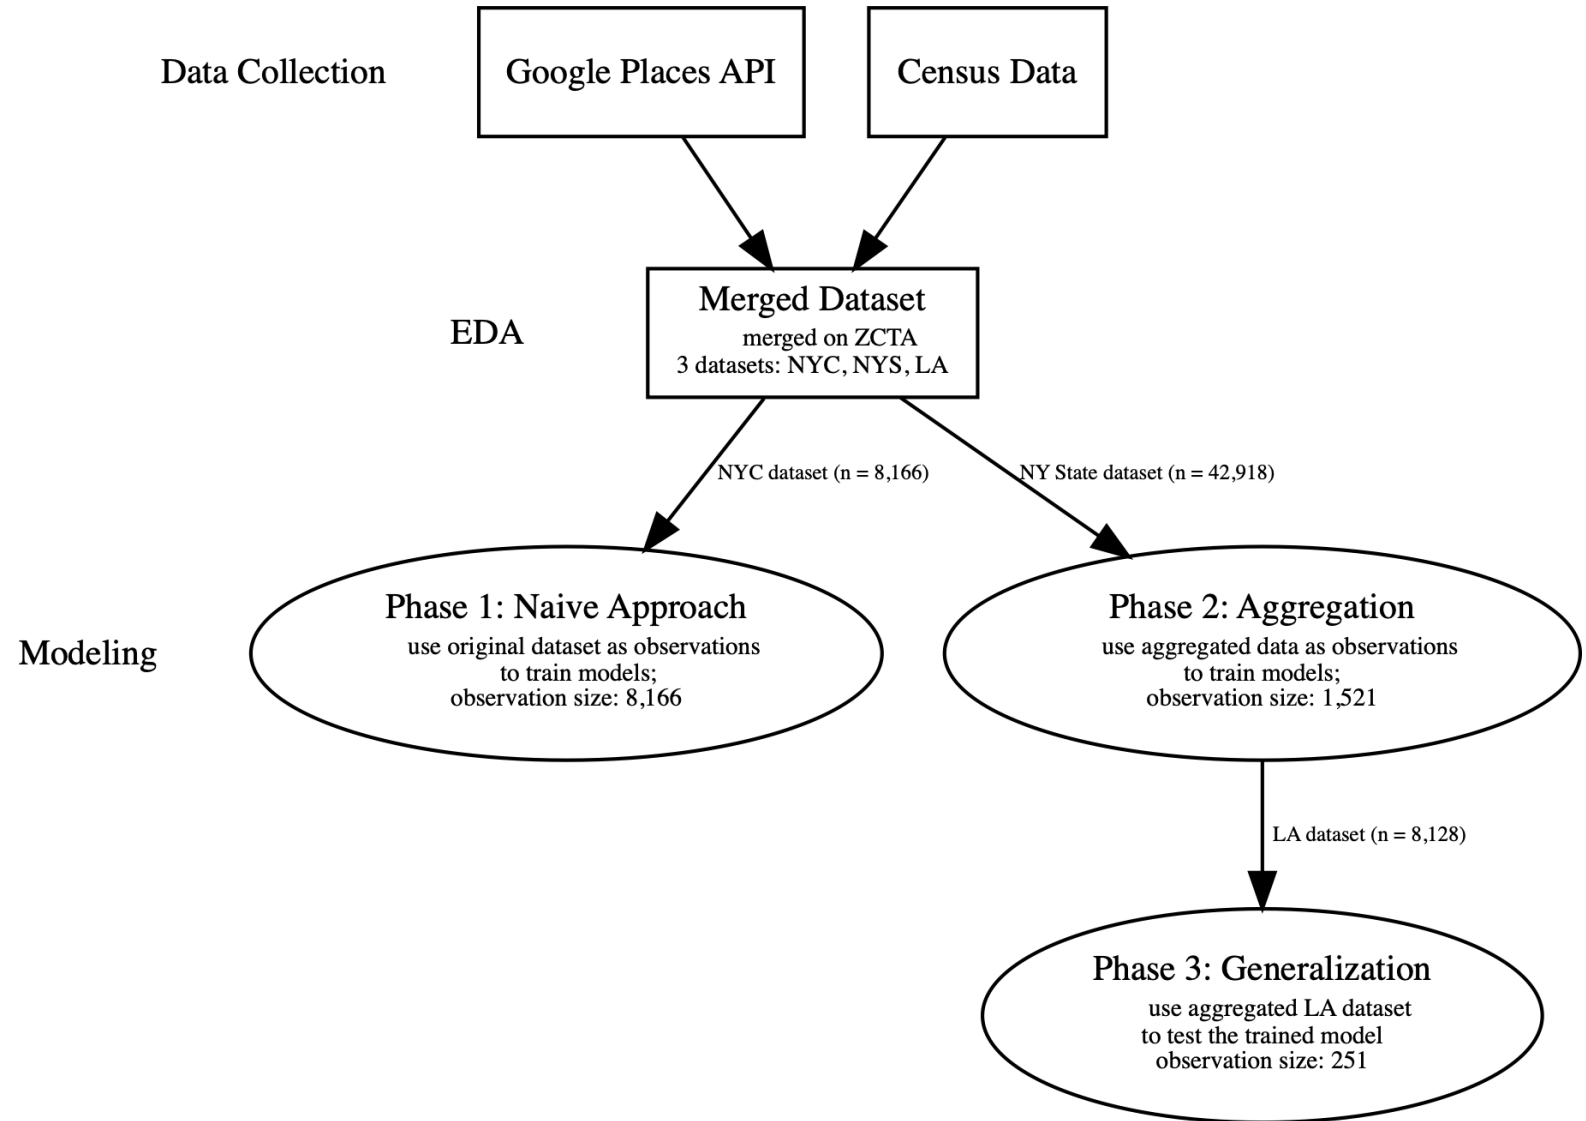 Data Collection
Google Places API
Census Data
EDA
Merged Dataset
merged on ZCTA
3 datasets: NYC, NYS, LA
NYC dataset (n = 8,166)
NY State dataset (n = 42,918)
Modeling
Phase 1: Naive Approach
use original dataset as observations
to train models;
observation size: 8,166
Phase 2: Aggregation
use aggregated data as observations
to train models;
observation size: 1,521
LA dataset (n = 8,128)
Phase 3: Generalization
use aggregated LA dataset
to test the trained model
observation size: 251